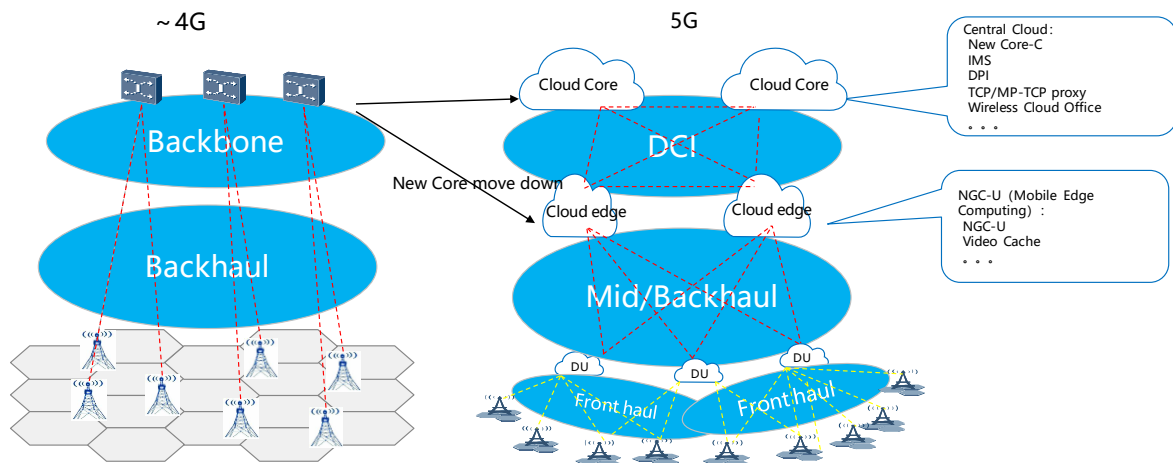 ~4G
5G
Central Cloud:
New Core-C
IMS
DPI
TCP/MP-TCP proxy
Wireless Cloud Office
。。。
Cloud Core
Cloud Core
Backbone
DCI
New Core move down
Cloud edge
Cloud edge
NGC-U (Mobile Edge
Computing) :
NGC-U
Video Cache
。。。
Backhaul
Mid/Backhaul
DU
DU
DU
Front haul
Front haul